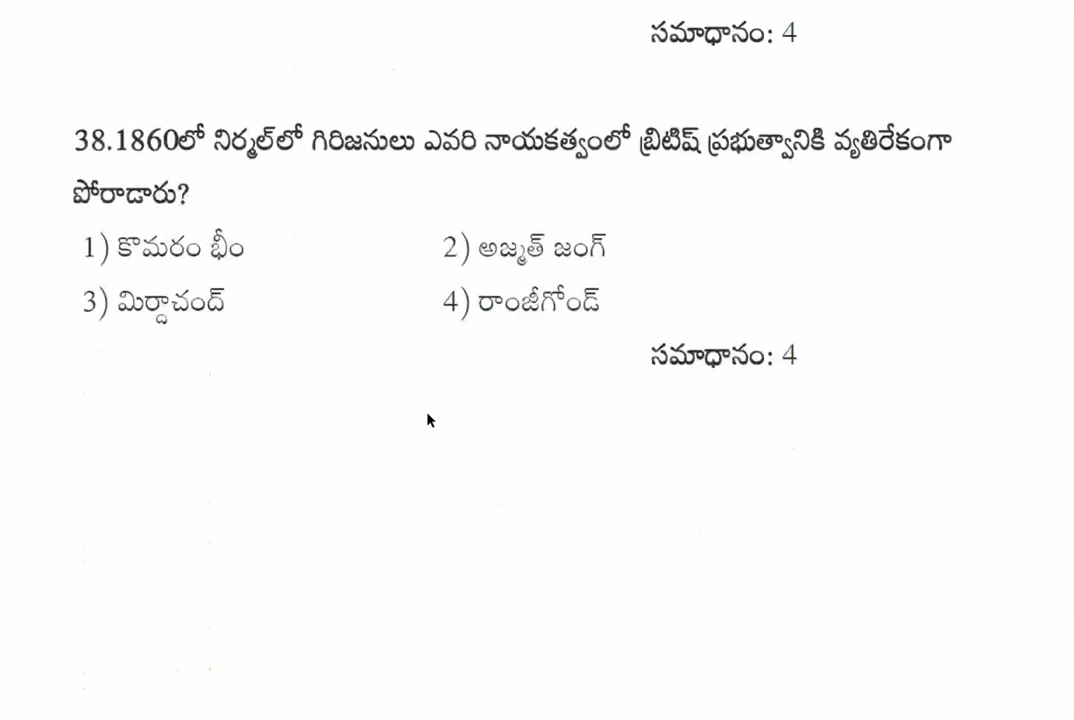 సమాధానం: 4
38.1860లో నిర్మల్‌లో గిరిజనులు ఎవరి నాయకత్వంలో బ్రిటిష్ ప్రభుత్వానికి వ్యతిరేకంగా
పోరాడారు?
1) కొమరం భీం 2) అజ్మత్ జంగ్
3) మిర్దాచంద్ 4) రాంజీగోండ్
సమాధానం: 4